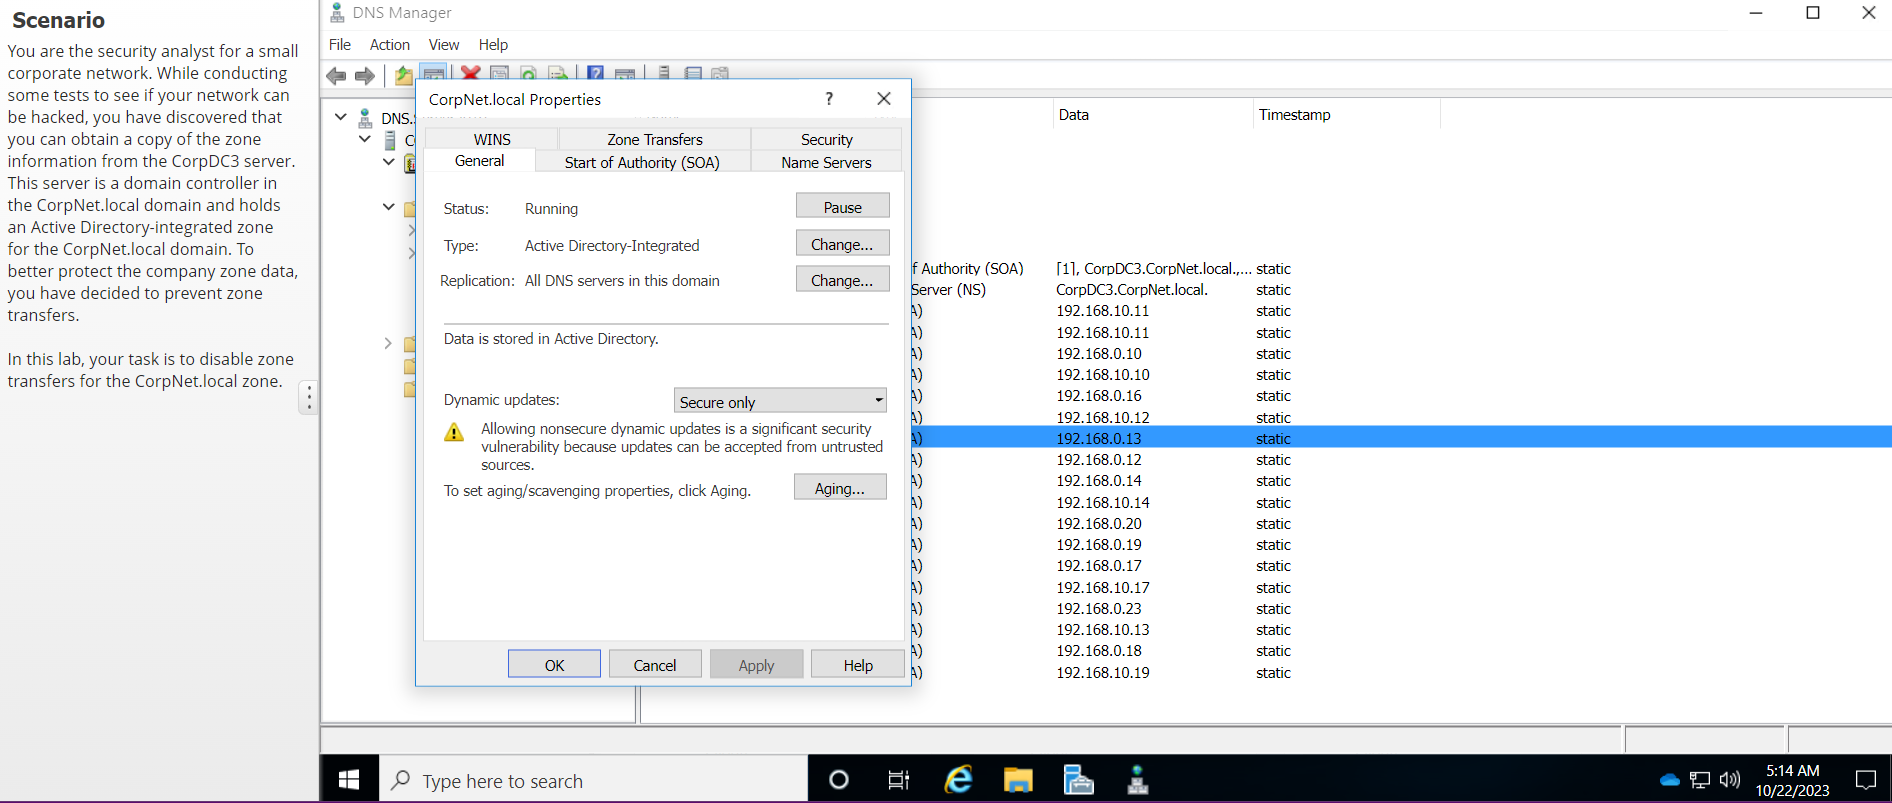 Scenario
You are the security analyst for a small
corporate network. While conducting
some tests to see if your network can
be hacked, you have discovered that
you can obtain a copy of the zone
information from the CorpDC3 server.
This server is a domain controller in
the CorpNet.local domain and holds
an Active Directory-integrated zone
for the CorpNet.local domain. To
better protect the company zone data,
you have decided to prevent zone
transfers.
In this lab, your task is to disable zone
transfers for the CorpNet.local zone.
DNS Manager
File Action View Help
DNS.
CorpNet.local Properties ?
WINS Zone Transfers Security
General Start of Authority (SOA) Name Servers
Status: Running Pause
Type: Active Directory-Integrated Change...
Replication: All DNS servers in this domain Change...
Data is stored in Active Directory.
Dynamic updates: Secure only
Allowing nonsecure dynamic updates is a significant security
vulnerability because updates can be accepted from untrusted
sources.
To set aging/scavenging properties, click Aging. Aging...
OK Cancel Apply Help
Data Timestamp
f Authority (SOA) [1], CorpDC3.CorpNet.local.,... static
Server (NS) CorpDC3.CorpNet.local. static
A) 192.168.10.11 static
A) 192.168.10.11 static
A) 192.168.0.10 static
A) 192.168.10.10 static
A) 192.168.0.16 static
A) 192.168.10.12 static
A) 192.168.0.13 static
A) 192.168.0.12 static
A) 192.168.0.14 static
A) 192.168.10.14 static
A) 192.168.0.20 static
A) 192.168.0.19 static
A) 192.168.0.17 static
A) 192.168.10.17 static
A) 192.168.0.23 static
A) 192.168.10.13 static
A) 192.168.0.18 static
A) 192.168.10.19 static
Type here to search
5:14 AM
10/22/2023